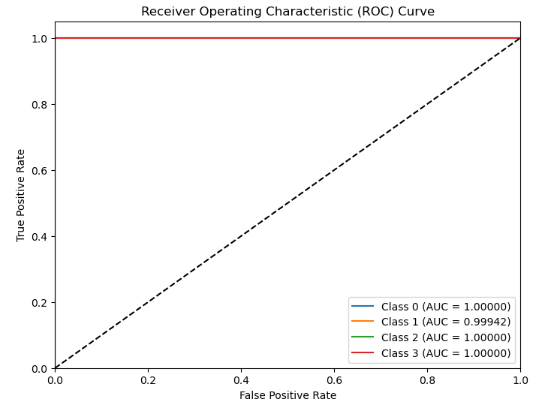 Receiver Operating Characteristic (ROC) Curve
1.0
0.8
0.6
0.4
0.2
0.0
True Positive Rate
Class 0 (AUC = 1.00000)
Class 1 (AUC = 0.99942)
Class 2 (AUC = 1.00000)
Class 3 (AUC = 1.00000)
0.0 0.2 0.4 0.6 0.8 1.0
False Positive Rate